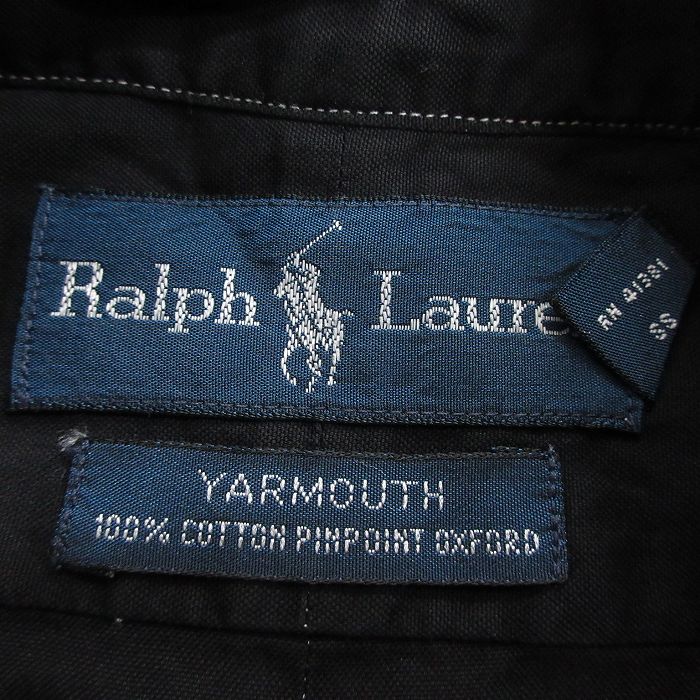 Ralph Laure
RN 41381
SS
YARMOUTH
100% COTTON PINPOINT OXFORD